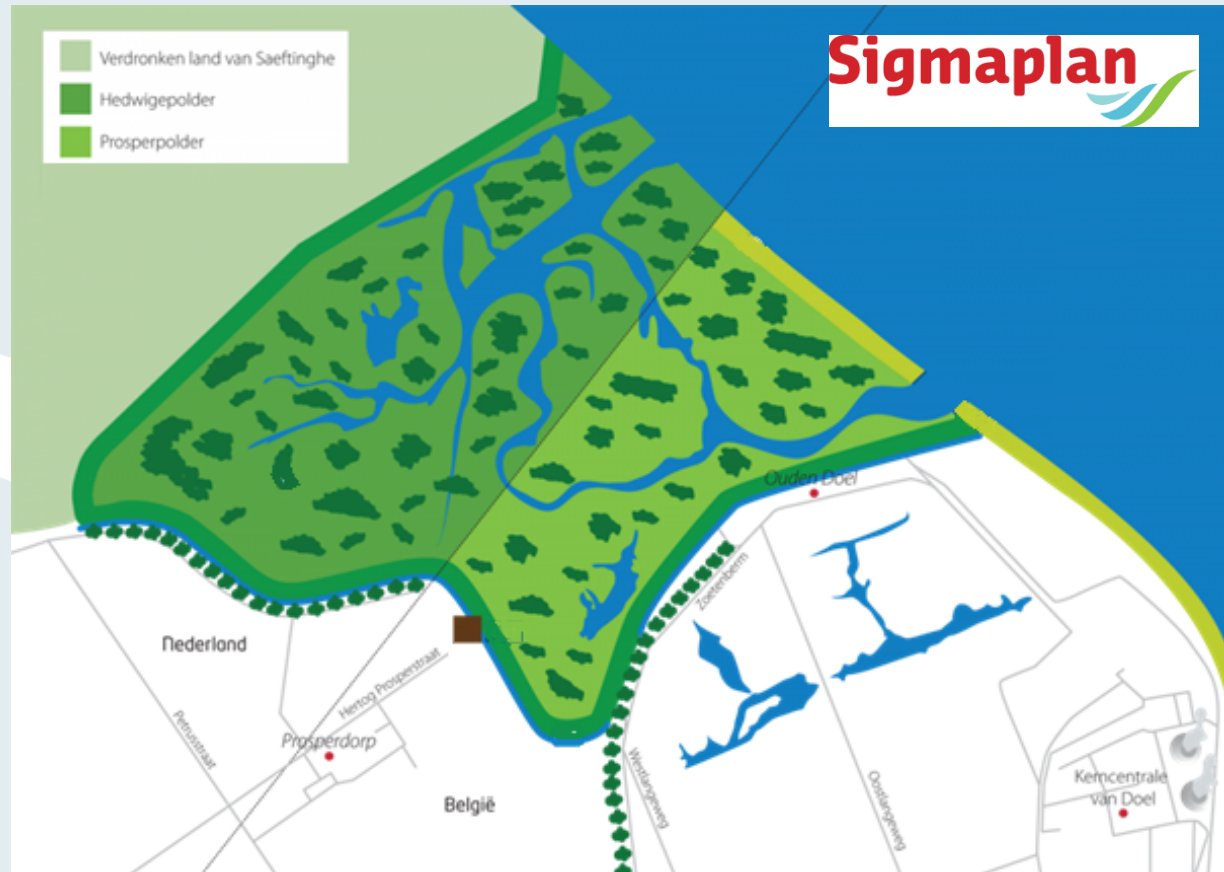 Verdronken land van Saeftinghe
Hedwigepolder
Prosperpolder
Sigmaplan
Ouden Doel
Zoetenberm
Nederland
Hertog Prosperstraat
Petrusstraat
Prosperdorp
België
Westlangeweg
Oostlangeweg
Kerncentrale
van Doel